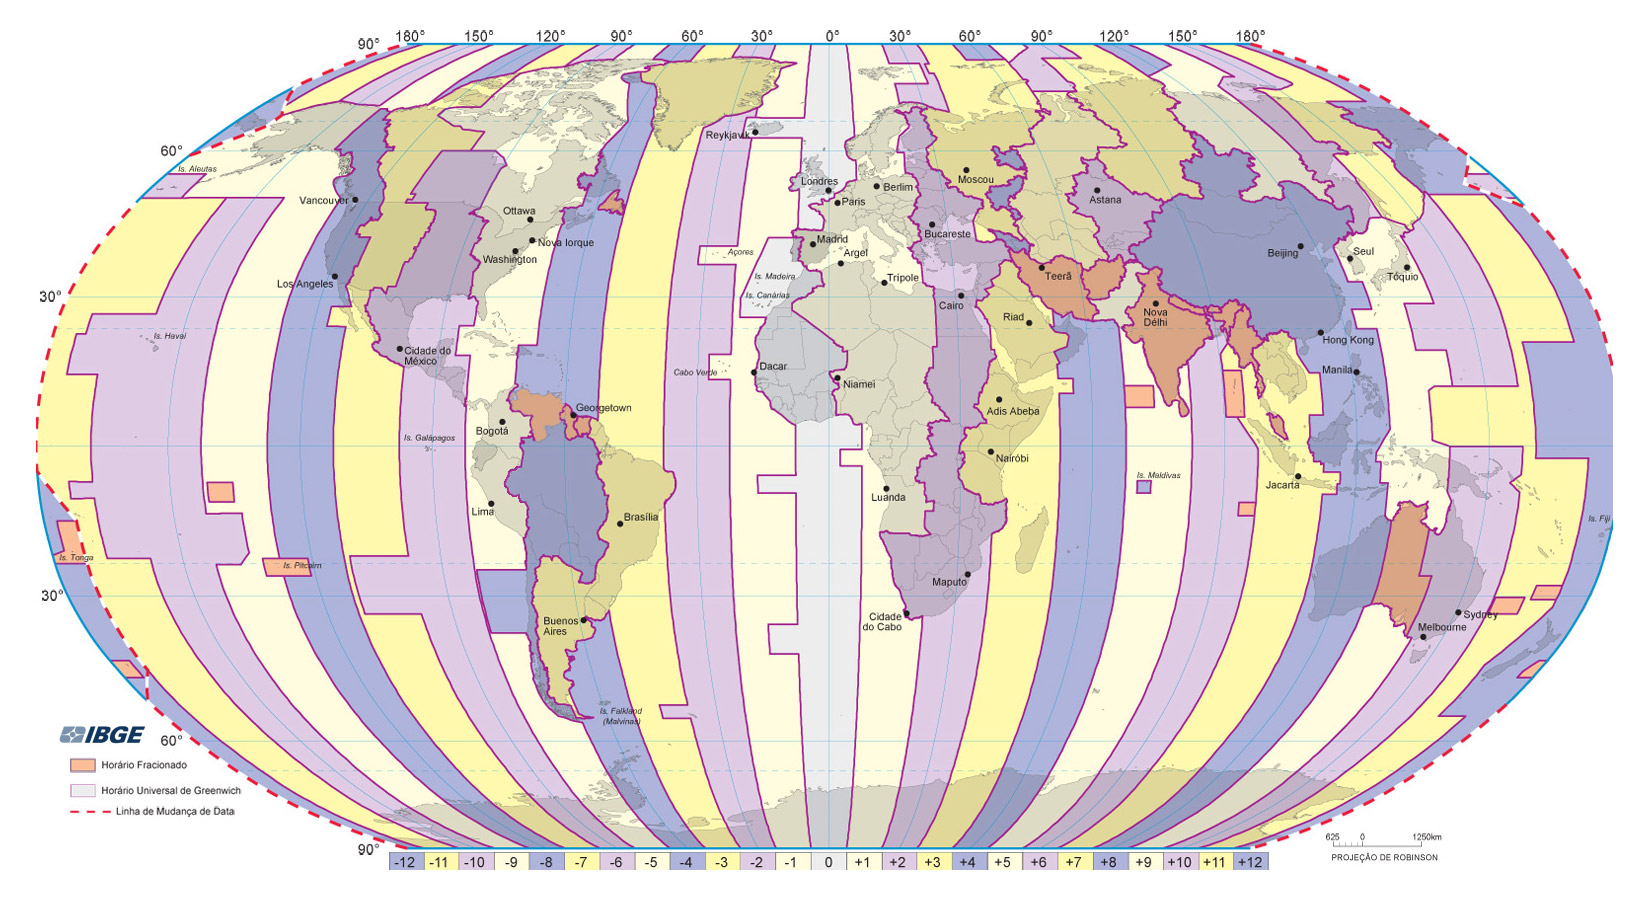 90° 180° 150° 120° 90° 60° 30° 0° 30° 60° 90° 120° 150° 180°
Reykjavik
60°
Is. Aleutas
Moscou
Londres
Berlim
Astana
Vancouver
Paris
Ottawa
Bucareste
Nova Iorque
Madrid
Beijing
Seul
Washington
Açores
Argel
Teerã
Tóquio
Los Angeles
Is. Madeira
Tripole
30°
Is. Canárias
Cairo
Nova
Délhi
Riad
Is. Havaí
Hong Kong
Cidade do
México
Cabo Verde
Dacar
Niamei
Manila
Georgetown
Adis Abeba
Bogotá
Is. Galápagos
Nairóbi
Is. Maldivas
Jacarta
Luanda
Lima
Brasília
Is. Fiji
Is. Tonga
Is. Pitcairn
Maputo
30°
Buenos
Aires
Cidade
do Cabo
Sydney
Melbourne
Is. Falkland
(Malvinas)
IBGE
60°
Horário Fracionado
Horário Universal de Greenwich
Linha de Mudança de Data
625 0 1250km
PROJEÇÃO DE ROBINSON
90°
-12 -11 -10 -9 -8 -7 -6 -5 -4 -3 -2 -1 0 +1 +2 +3 +4 +5 +6 +7 +8 +9 +10 +11 +12